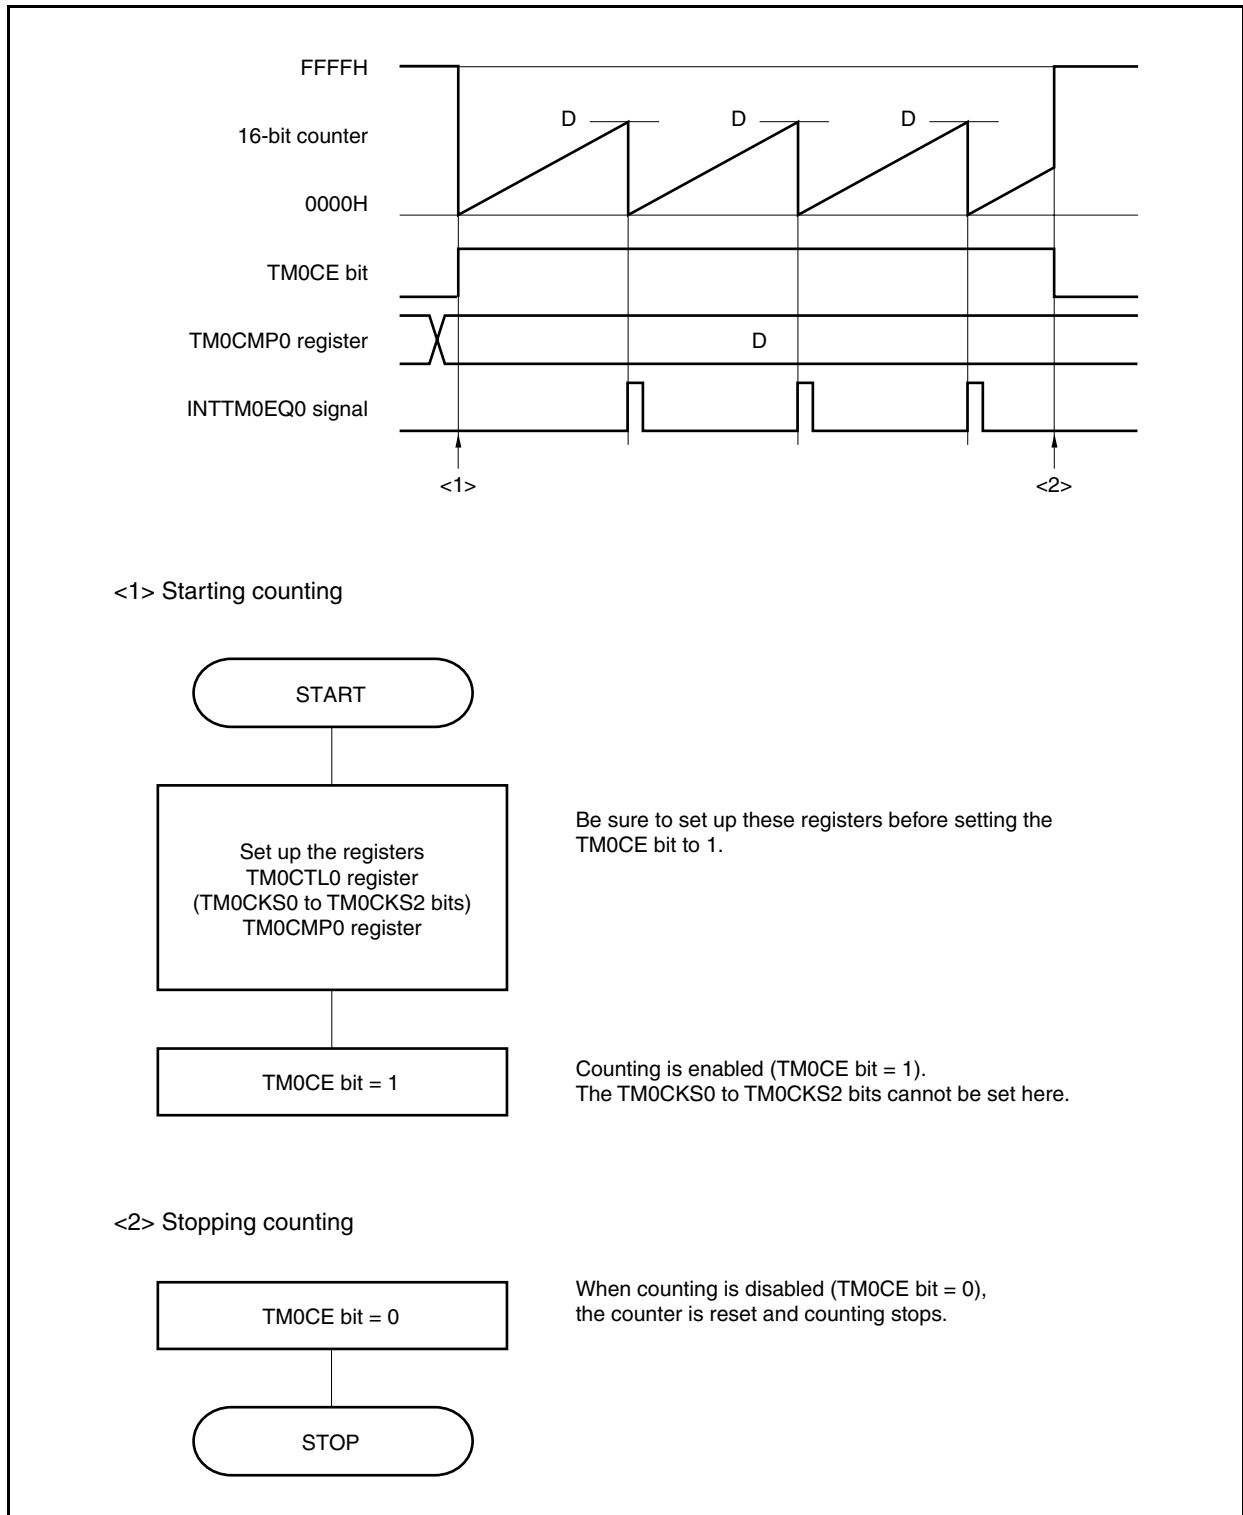 FFFFH
D D D
16-bit counter
0000H
TM0CE bit
TM0CMP0 register D
INTTM0EQ0 signal
<1> <2>
<1> Starting counting
START
Set up the registers
TM0CTL0 register
(TM0CKS0 to TM0CKS2 bits)
TM0CMP0 register
Be sure to set up these registers before setting the
TM0CE bit to 1.
TM0CE bit = 1
Counting is enabled (TM0CE bit = 1).
The TM0CKS0 to TM0CKS2 bits cannot be set here.
<2> Stopping counting
TM0CE bit = 0
When counting is disabled (TM0CE bit = 0),
the counter is reset and counting stops.
STOP